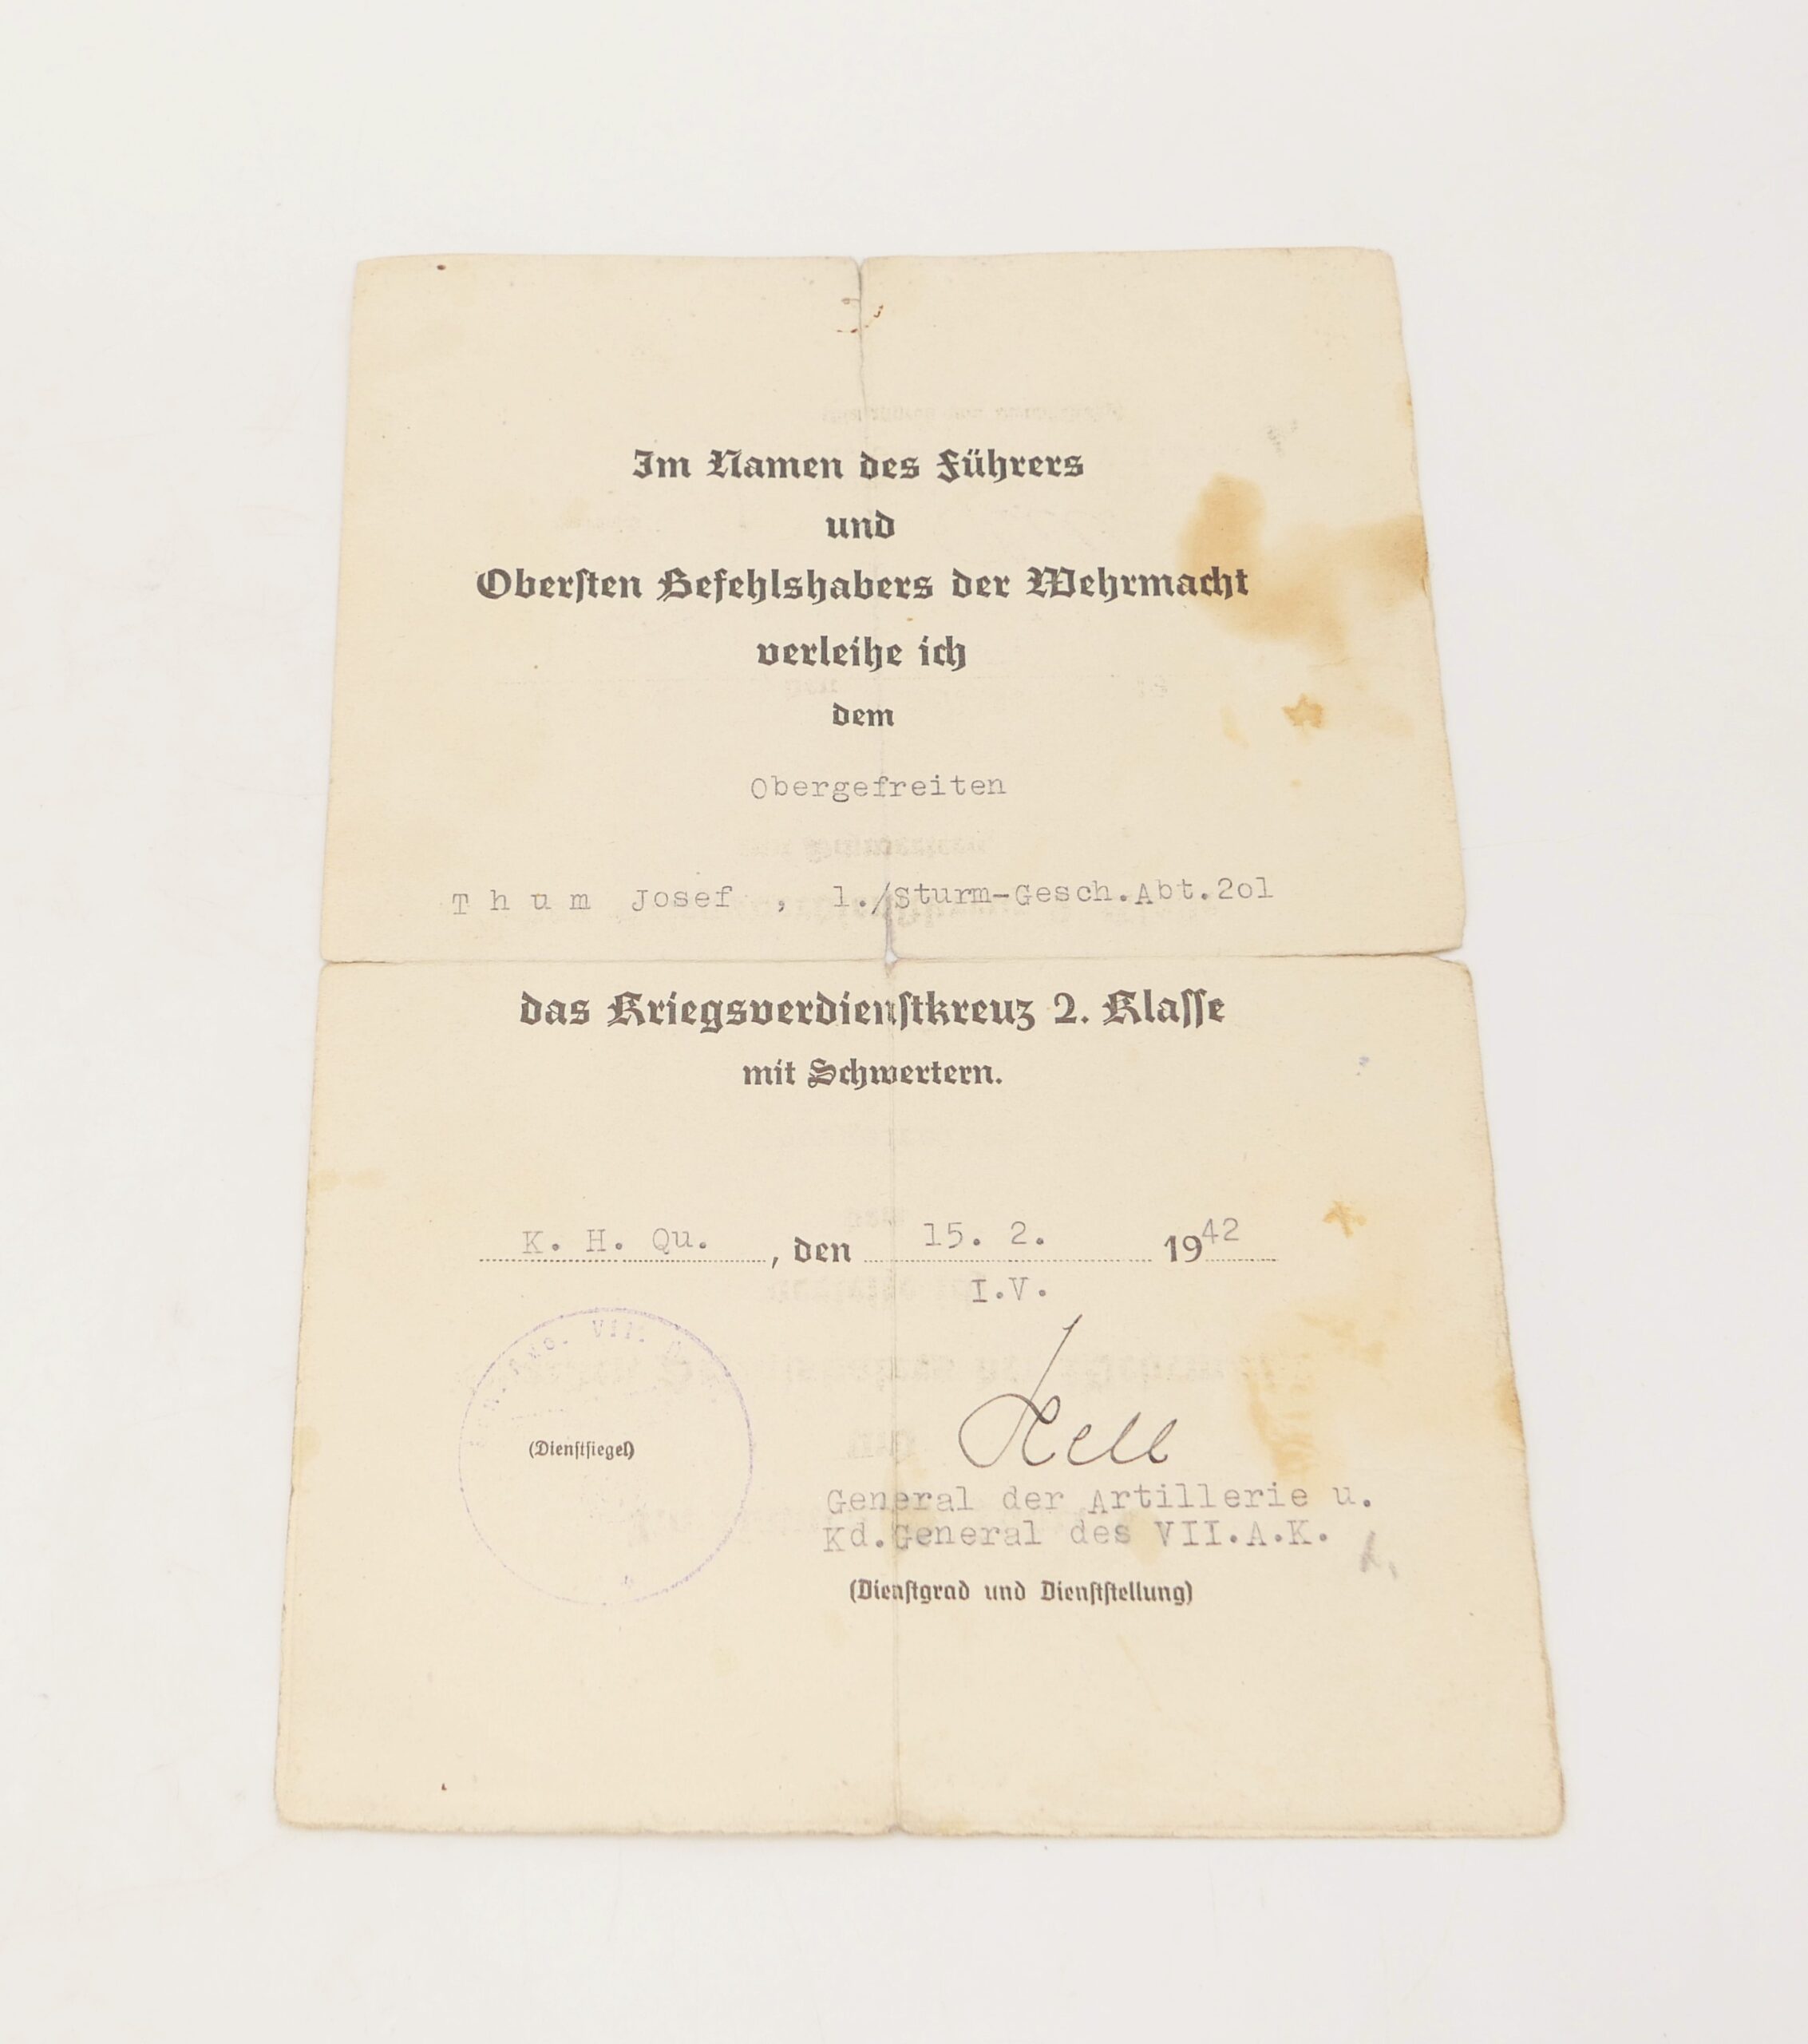 Im Namen des Führers
und
Obersten Befehlshabers der Wehrmacht
verleihe ich
dem
Obergefreiten
T h u m Josef , 1./Sturm-Gesch.Abt.2o1
das Kriegsverdienstkreuz 2. Klasse
mit Schwertern.
K. H. Qu. , den 15. 2. 1942
I.V.
VII.
(Dienstsiegel)
Hell
General der Artillerie u.
Kd.General des VII.A.K.
(Dienstgrad und Dienststellung)